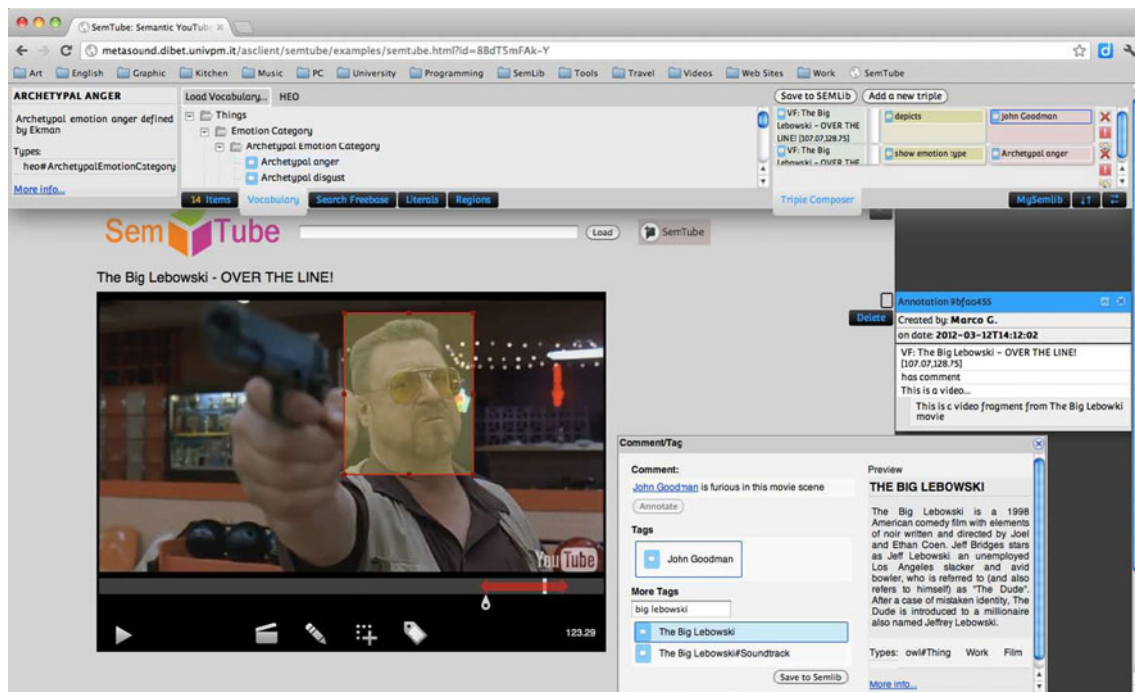 SemTube: Semantic YouTub
metasound.dibet.univpm.it/asclient/semtube/examples/semtube.html?id=8BdT5mFAk-Y
Art English Graphic Kitchen Music PC University Programming SemLib Tools Travel Videos Web Sites Work SemTube
ARCHETYPAL ANGER
Archetypal emotion anger defined
by Ekman
Types:
heo#ArchetypalEmotionCategory
More info...
Load Vocabulary... HEO
Things
Emotion Category
Archetypal Emotion Category
Archetypal anger
Archetypal disgust
14 Items Vocabulary Search Freebase Literals Regions
Save to SEMLib Add a new triple
VF: The Big
Lebowski - OVER THE
LINE! [107.07,128.75]
depicts
John Goodman
VF: The Big
Lebowski - OVER THE
show emotion type
Archetypal anger
Triple Composer
MySemlib
SemTube
Load
SemTube
The Big Lebowski - OVER THE LINE!
YouTube
123.29
Delete
Annotation 9bfaa455
Created by: Marco G.
on date: 2012-03-12T14:12:02
VF: The Big Lebowski - OVER THE LINE!
[107.07,128.75]
has comment
This is a video...
This is a video fragment from The Big Lebowki
movie
Comment/Tag
Comment:
John Goodman is furious in this movie scene
Annotate
Tags
John Goodman
More Tags
big lebowski
The Big Lebowski
The Big Lebowski#Soundtrack
Save to Semlib
Preview
THE BIG LEBOWSKI
The Big Lebowski is a 1998
American comedy film with elements
of noir written and directed by Joel
and Ethan Coen. Jeff Bridges stars
as Jeff Lebowski, an unemployed
Los Angeles slacker and avid
bowler, who is referred to (and also
refers to himself) as "The Dude".
After a case of mistaken identity, The
Dude is introduced to a millionaire
also named Jeffrey Lebowski.
Types: owl#Thing Work Film
More info...